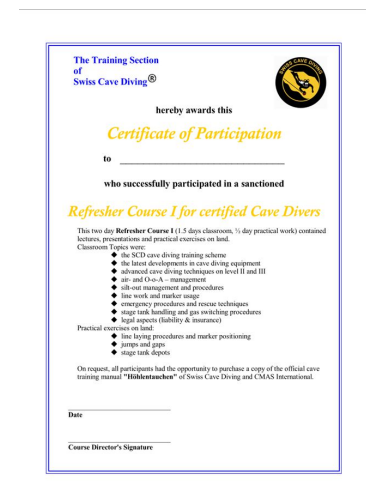 The Training Section
of
Swiss Cave Diving®
SWISS CAVE DIVING
hereby awards this
Certificate of Participation
to ________________________________
who successfully participated in a sanctioned
Refresher Course I for certified Cave Divers
This two day Refresher Course I (1.5 days classroom, ½ day practical work) contained
lectures, presentations and practical exercises on land.
Classroom Topics were:
◆ the SCD cave diving training scheme
◆ the latest developments in cave diving equipment
◆ advanced cave diving techniques on level II and III
◆ air- and O-o-A – management
◆ silt-out management and procedures
◆ line work and marker usage
◆ emergency procedures and rescue techniques
◆ stage tank handling and gas switching procedures
◆ legal aspects (liability & insurance)
Practical exercises on land:
◆ line laying procedures and marker positioning
◆ jumps and gaps
◆ stage tank depots
On request, all participants had the opportunity to purchase a copy of the official cave
training manual "Höhlentauchen" of Swiss Cave Diving and CMAS International.
Date
Course Director's Signature